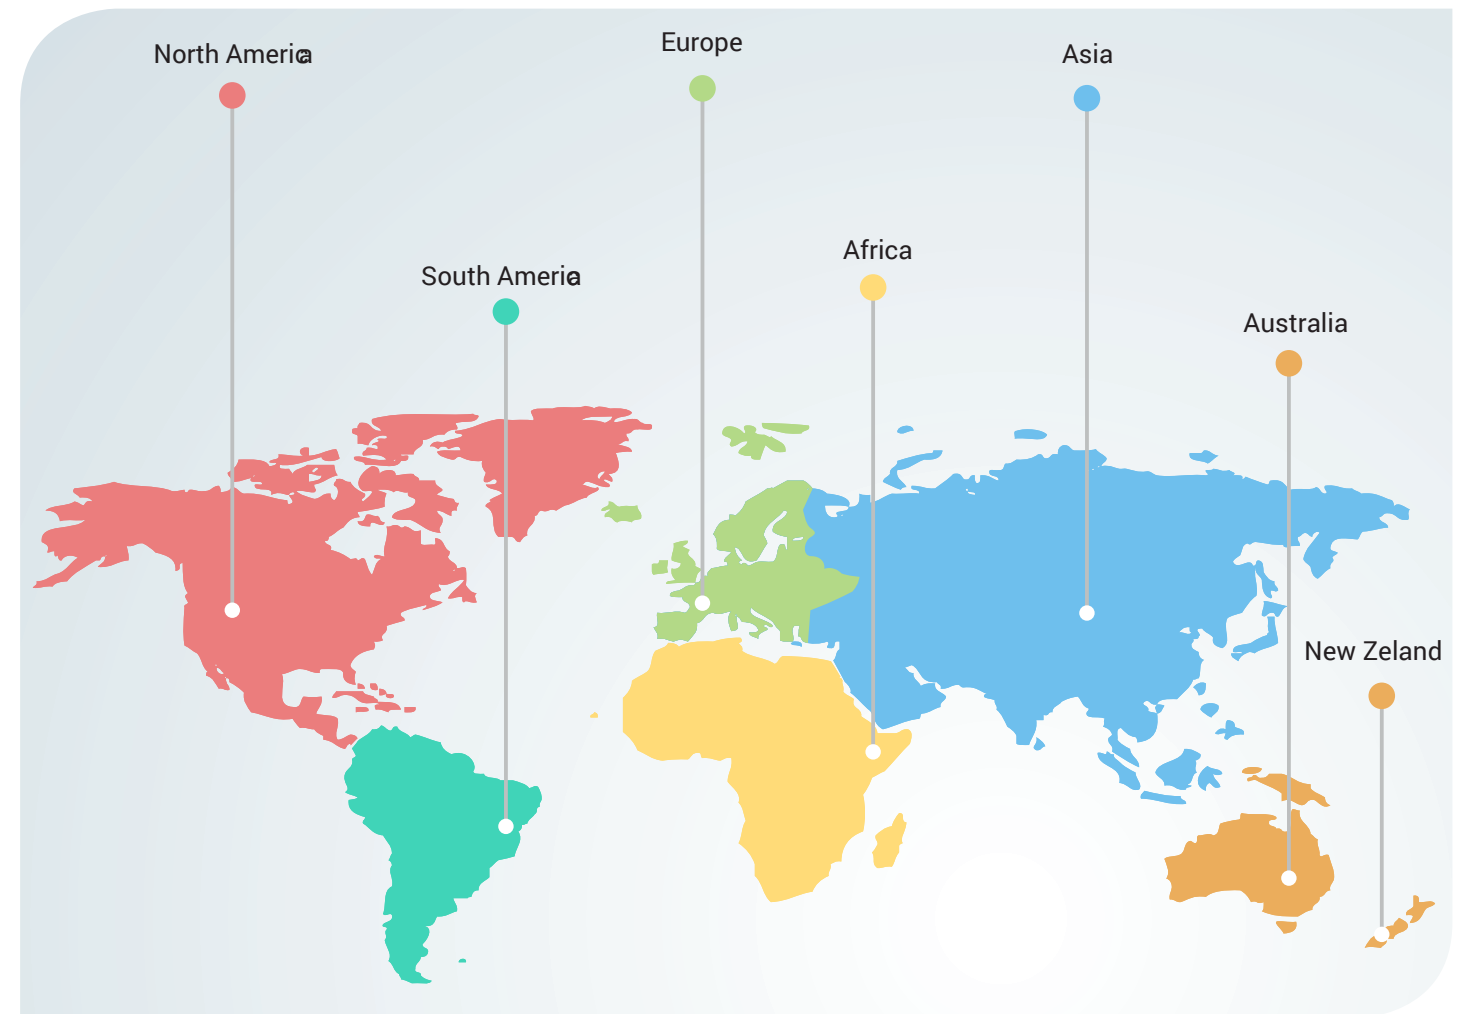 North America
Europe
Asia
Africa
South America
Australia
New Zeland